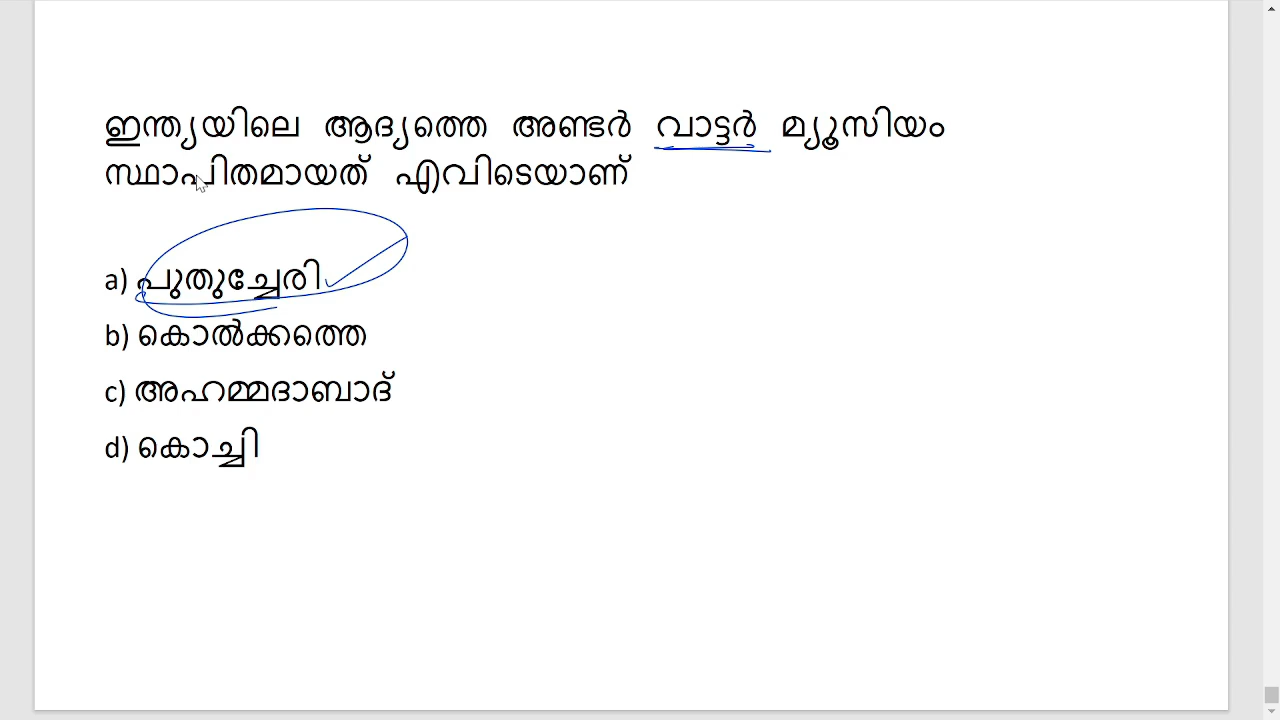 ഇന്ത്യയിലെ ആദ്യത്തെ അണ്ടർ വാട്ടർ മ്യൂസിയം
സ്ഥാപിതമായത് എവിടെയാണ്
a) പുതുച്ചേരി
b) കൊൽക്കത്തെ
c) അഹമ്മദാബാദ്
d) കൊച്ചി